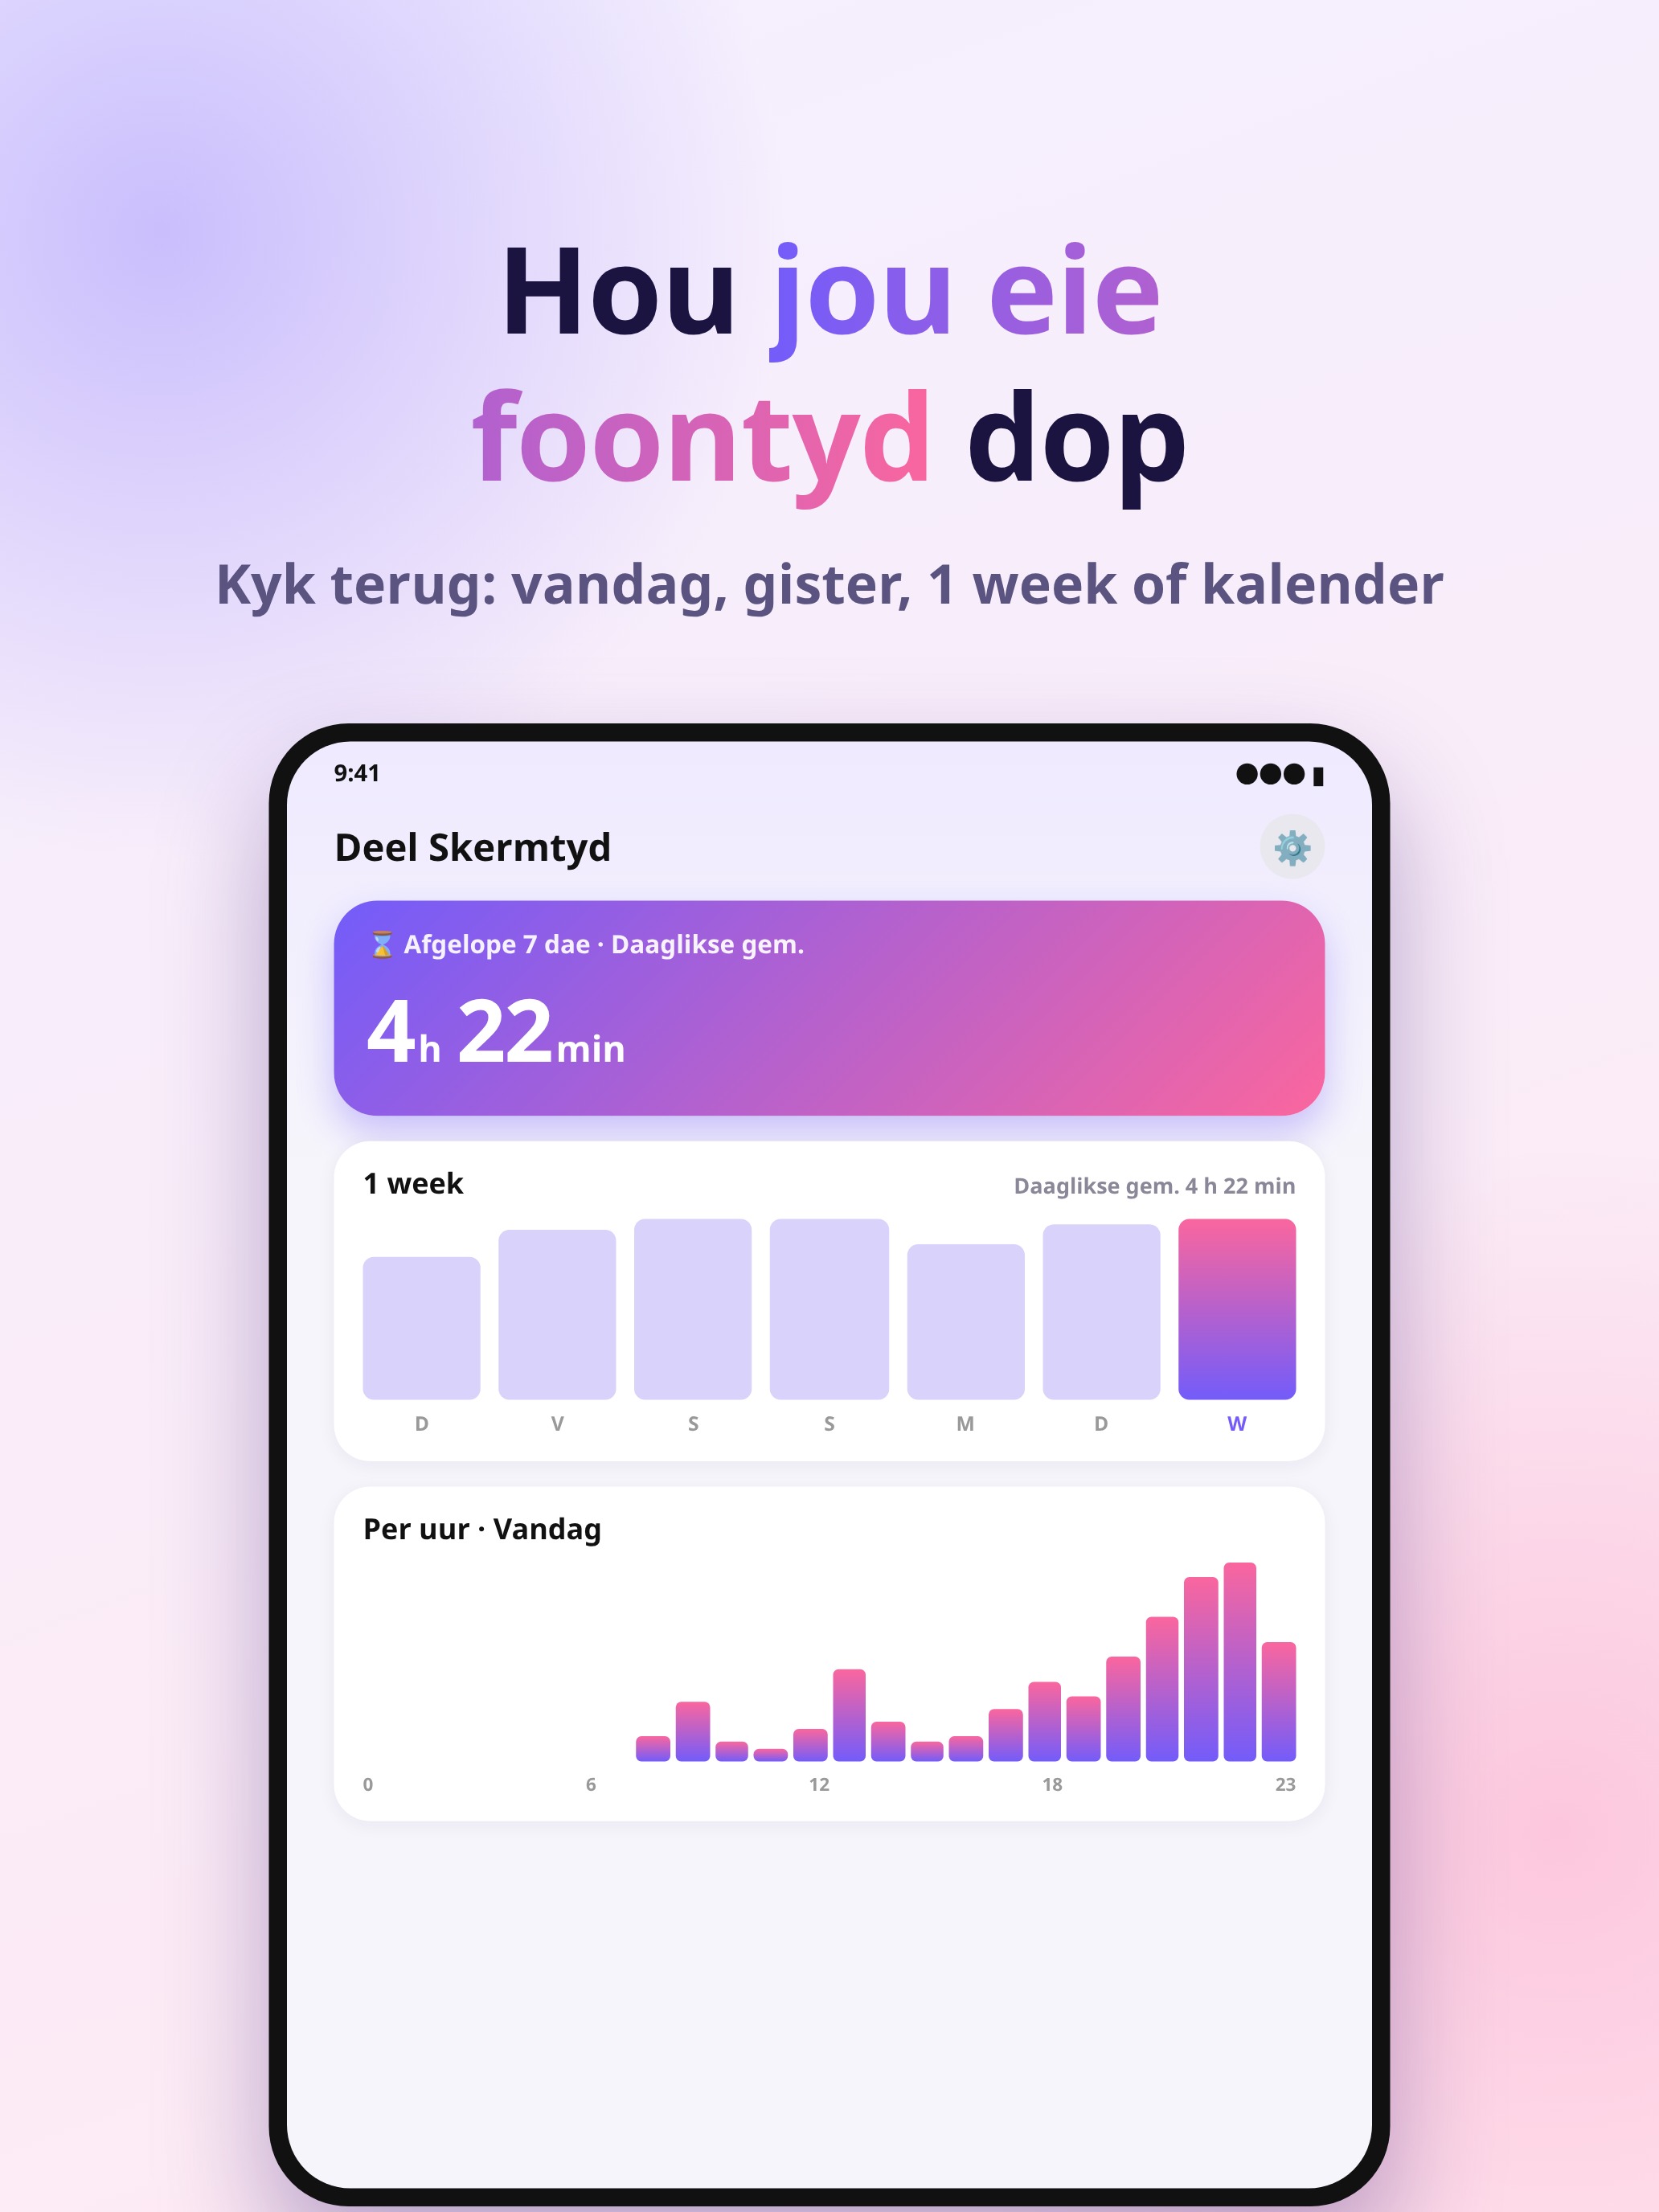 Hou jou eie
foontyd dop
Kyk terug: vandag, gister, 1 week of kalender
9:41
Deel Skermtyd
⌛ Afgelope 7 dae · Daaglikse gem.
4h 22min
1 week
Daaglikse gem. 4 h 22 min
D V S S M D W
Per uur · Vandag
0 6 12 18 23